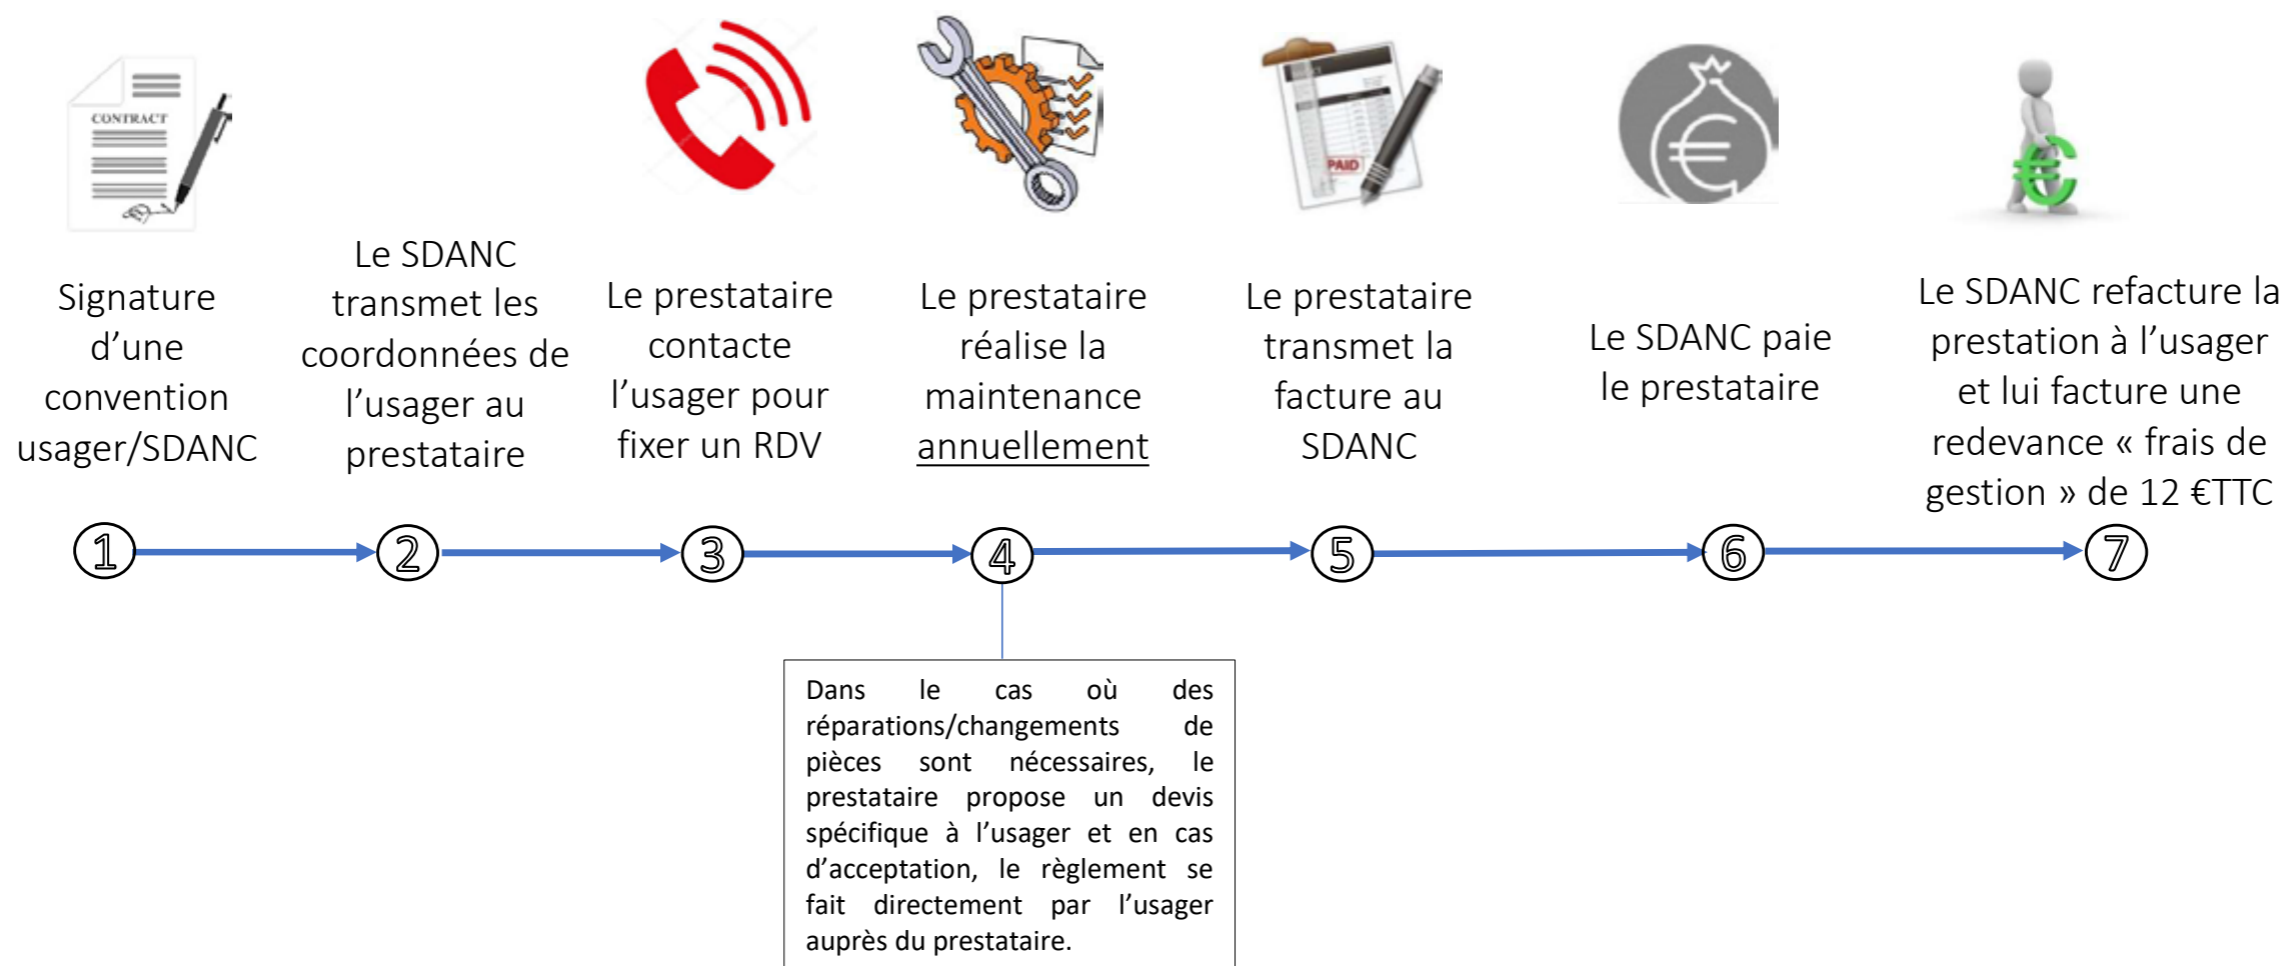 CONTRACT
Signature
d’une
convention
usager/SDANC
Le SDANC
transmet les
coordonnées de
l’usager au
prestataire
Le prestataire
contacte
l’usager pour
fixer un RDV
Le prestataire
réalise la
maintenance
annuellement
PAID
Le prestataire
transmet la
facture au
SDANC
€
Le SDANC paie
le prestataire
€
Le SDANC refacture la
prestation à l’usager
et lui facture une
redevance « frais de
gestion » de 12 €TTC
1
2
3
4
5
6
7
Dans le cas où des
réparations/changements de
pièces sont nécessaires, le
prestataire propose un devis
spécifique à l’usager et en cas
d’acceptation, le règlement se
fait directement par l’usager
auprès du prestataire.